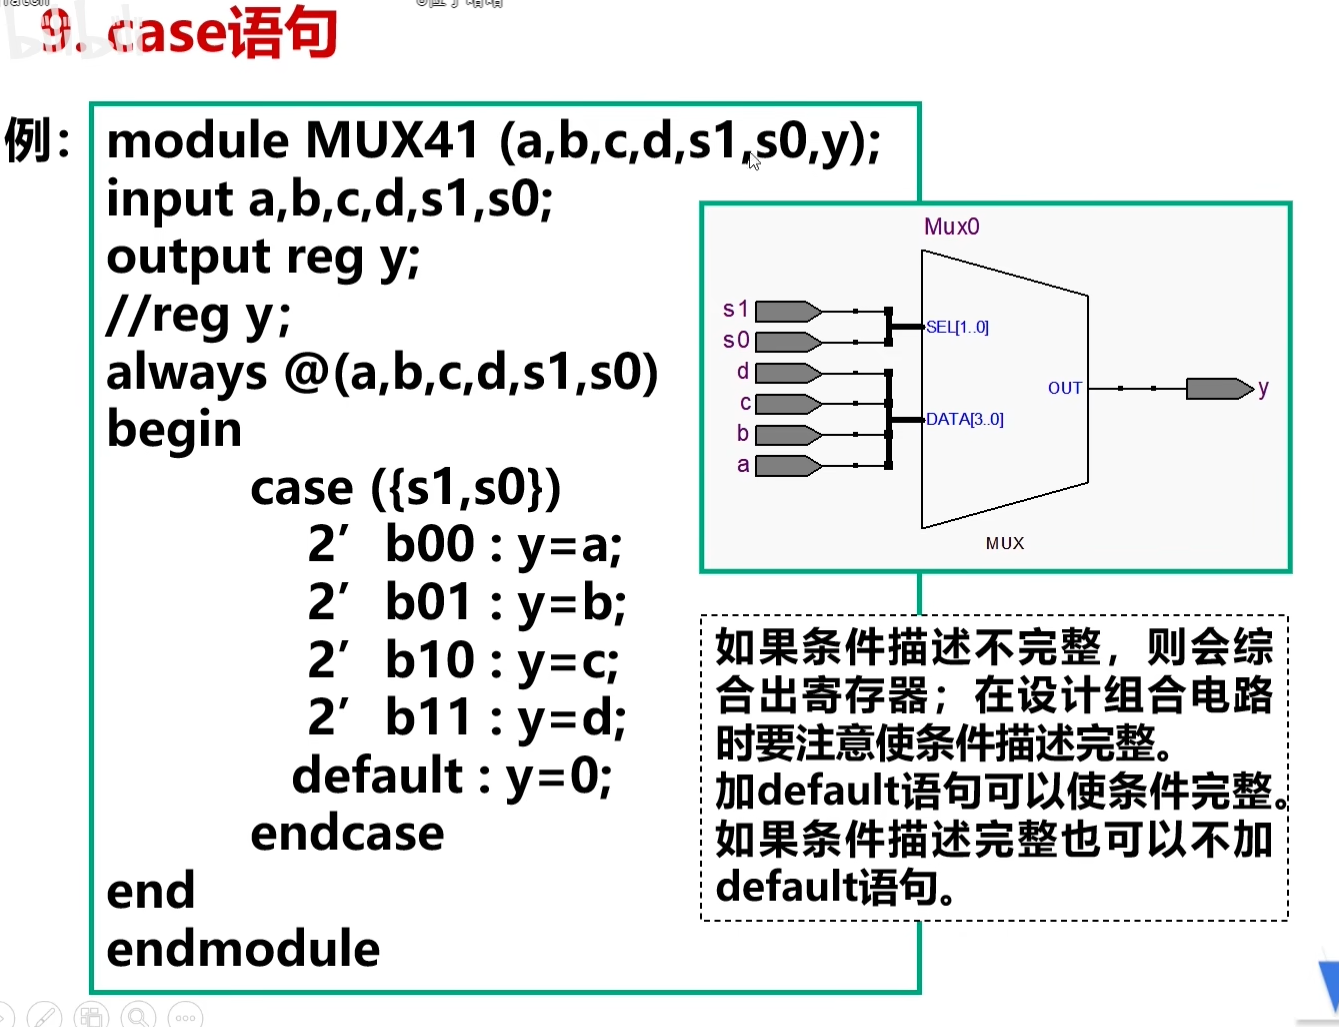 9. case语句
例：
module MUX41 (a,b,c,d,s1,s0,y);
input a,b,c,d,s1,s0;
output reg y;
//reg y;
always @(a,b,c,d,s1,s0)
begin
case ({s1,s0})
2’ b00 : y=a;
2’ b01 : y=b;
2’ b10 : y=c;
2’ b11 : y=d;
default : y=0;
endcase
end
endmodule
Mux0
s1
s0
d
c
b
a
SEL[1..0]
DATA[3..0]
OUT
y
MUX
如果条件描述不完整，则会综
合出寄存器；在设计组合电路
时要注意使条件描述完整。
加default语句可以使条件完整。
如果条件描述完整也可以不加
default语句。